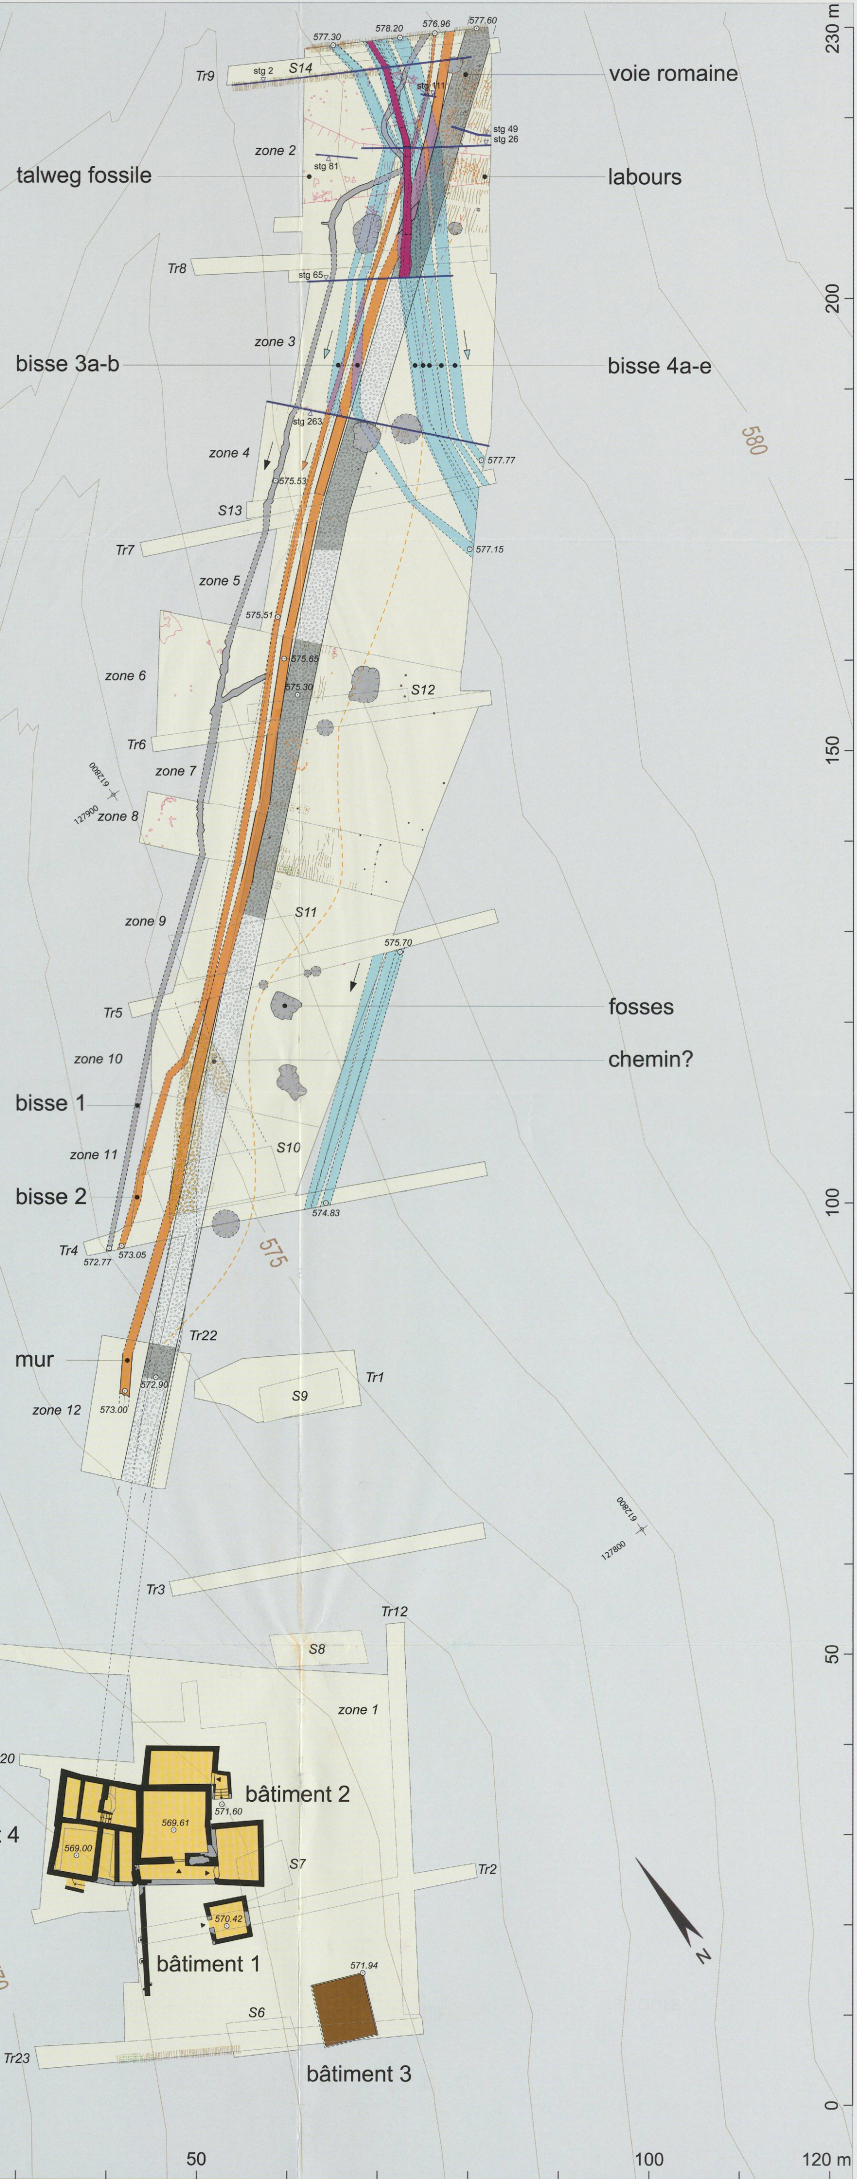 577.30
578.20
576.96
577.60
230 m
Tr9
stg 2
S14
voie romaine
stg 111
stg 49
stg 26
zone 2
stg 81
talweg fossile
labours
Tr8
stg 65
200
zone 3
bisse 3a-b
bisse 4a-e
stg 263
580
zone 4
577.77
575.53
S13
Tr7
577.15
zone 5
575.51
575.65
zone 6
575.30
S12
Tr6
150
zone 7
612800
127900
zone 8
S11
zone 9
575.70
fosses
Tr5
zone 10
chemin?
bisse 1
S10
zone 11
bisse 2
100
574.83
Tr4
573.05
572.77
575
Tr22
mur
Tr1
572.90
S9
zone 12
573.00
612800
127800
Tr3
Tr12
S8
50
zone 1
20
bâtiment 2
571.60
569.61
t 4
569.00
S7
Tr2
570.42
bâtiment 1
571.94
N
S6
Tr23
bâtiment 3
0
50
100
120 m